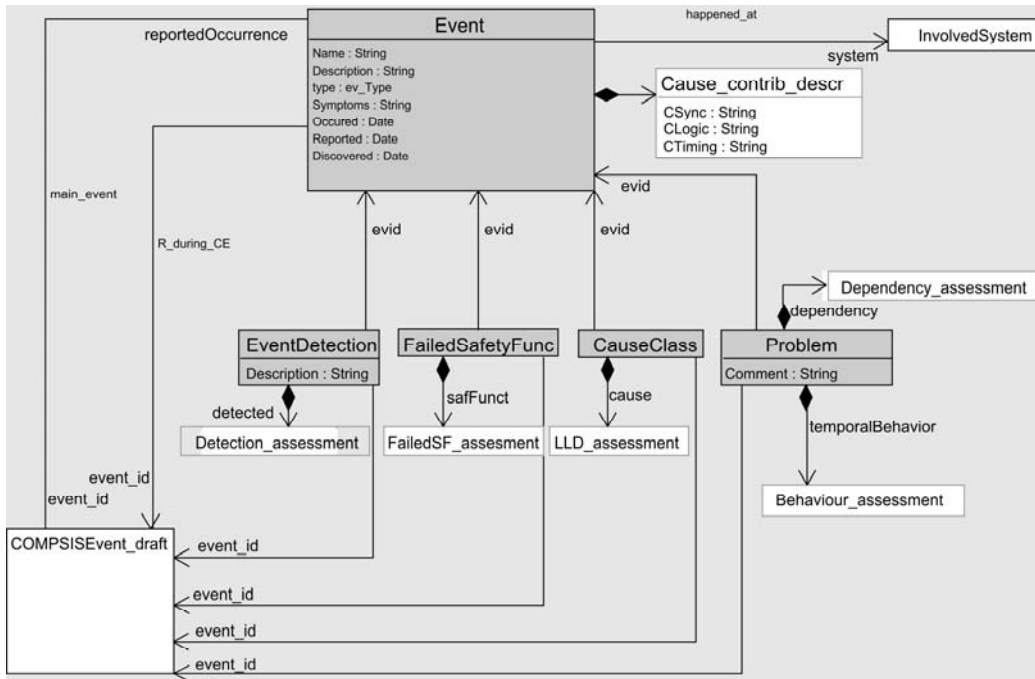 Event
happened_at
reportedOccurrence
InvolvedSystem
Name : String
system
Description : String
type : ev_Type
Symptoms : String
Occured : Date
Reported : Date
Discovered : Date
Cause_contrib_descr
CSync : String
CLogic : String
CTiming : String
main_event
evid
evid
evid
evid
R_during_CE
Dependency_assessment
dependency
EventDetection
Description : String
FailedSafetyFunc
CauseClass
Problem
Comment : String
detected
safFunct
cause
temporalBehavior
Detection_assessment
FailedSF_assesment
LLD_assessment
event_id
event_id
Behaviour_assessment
COMPSISEvent_draft
event_id
event_id
event_id
event_id